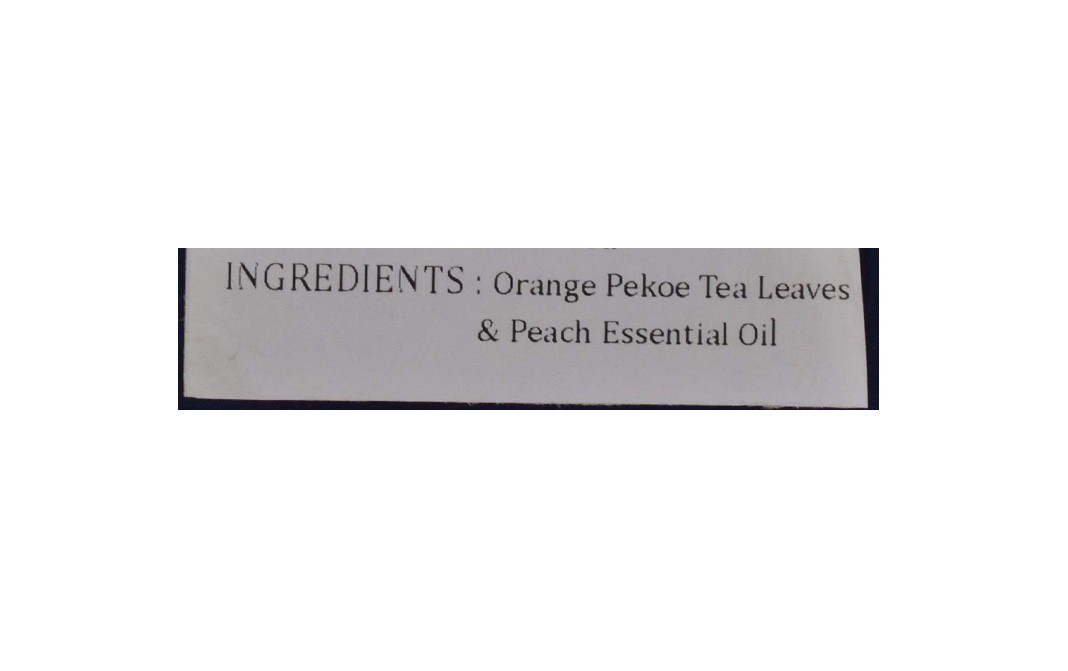 INGREDIENTS : Orange Pekoe Tea Leaves
& Peach Essential Oil